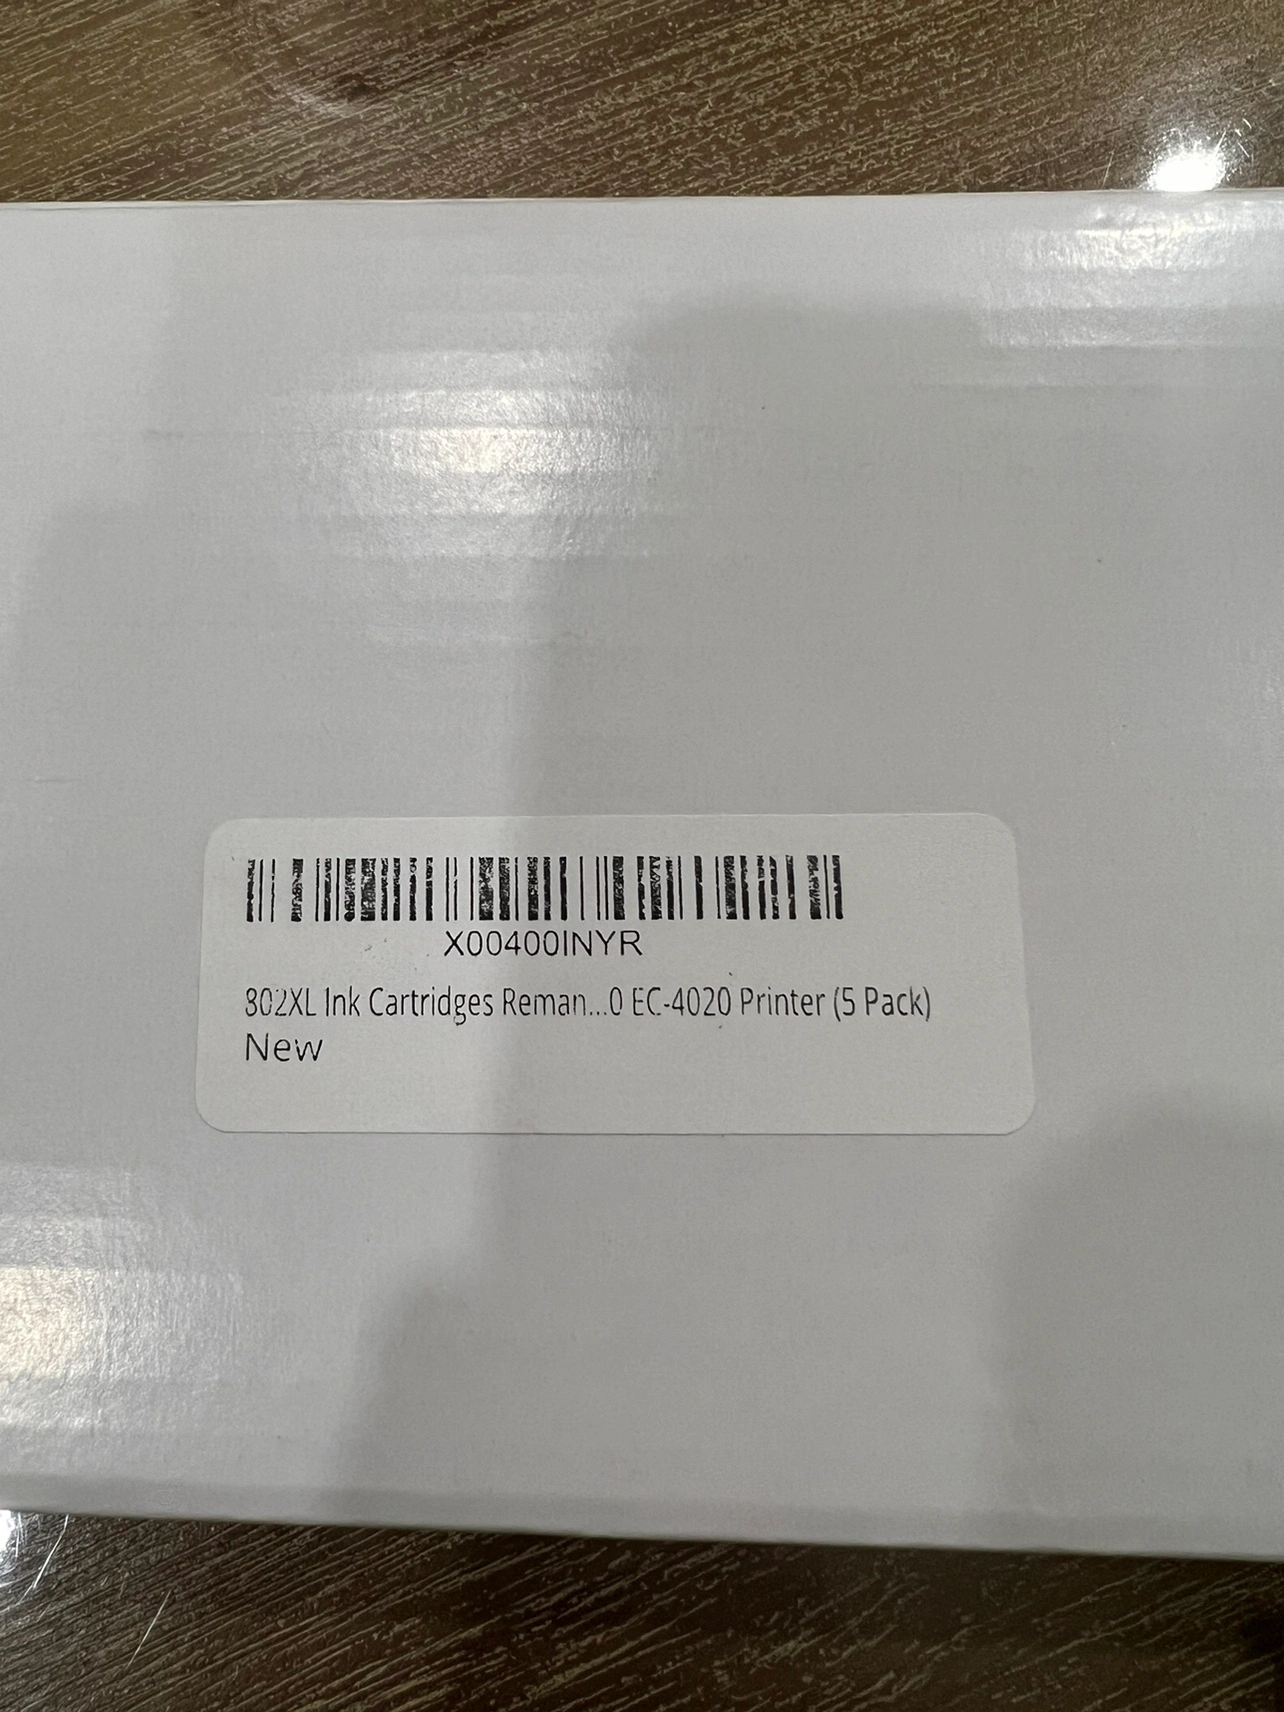 X00400INYR
802XL Ink Cartridges Reman...0 EC-4020 Printer (5 Pack)
New